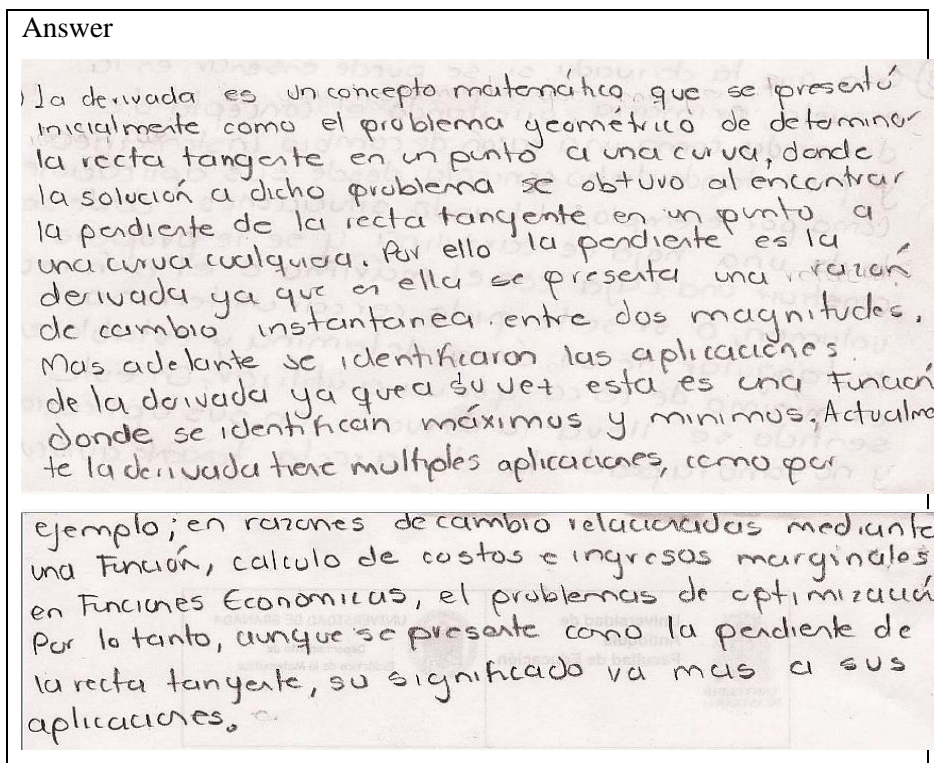 Answer
La derivada es un concepto matemático que se presentó
inicialmente como el problema geométrico de determinar
la recta tangente en un punto a una curva, donde
la solución a dicho problema se obtuvo al encontrar
la pendiente de la recta tangente en un punto a
una curva cualquiera. Por ello la pendiente es la
derivada ya que en ella se presenta una razón
de cambio instantanea entre dos magnitudes.
Mas adelante se identificaron las aplicaciones
de la derivada ya que a su vez esta es una Función
donde se identifican máximos y minimos, Actualme
te la derivada tiene multiples aplicaciones, como por
ejemplo; en razones de cambio relacionadas mediante
una Función, calculo de costos e ingresos marginales
en Funciones Economicas, el problemas de optimización
Por lo tanto, aunque se presente como la pendiente de
la recta tangente, su significado va mas a sus
aplicaciones.